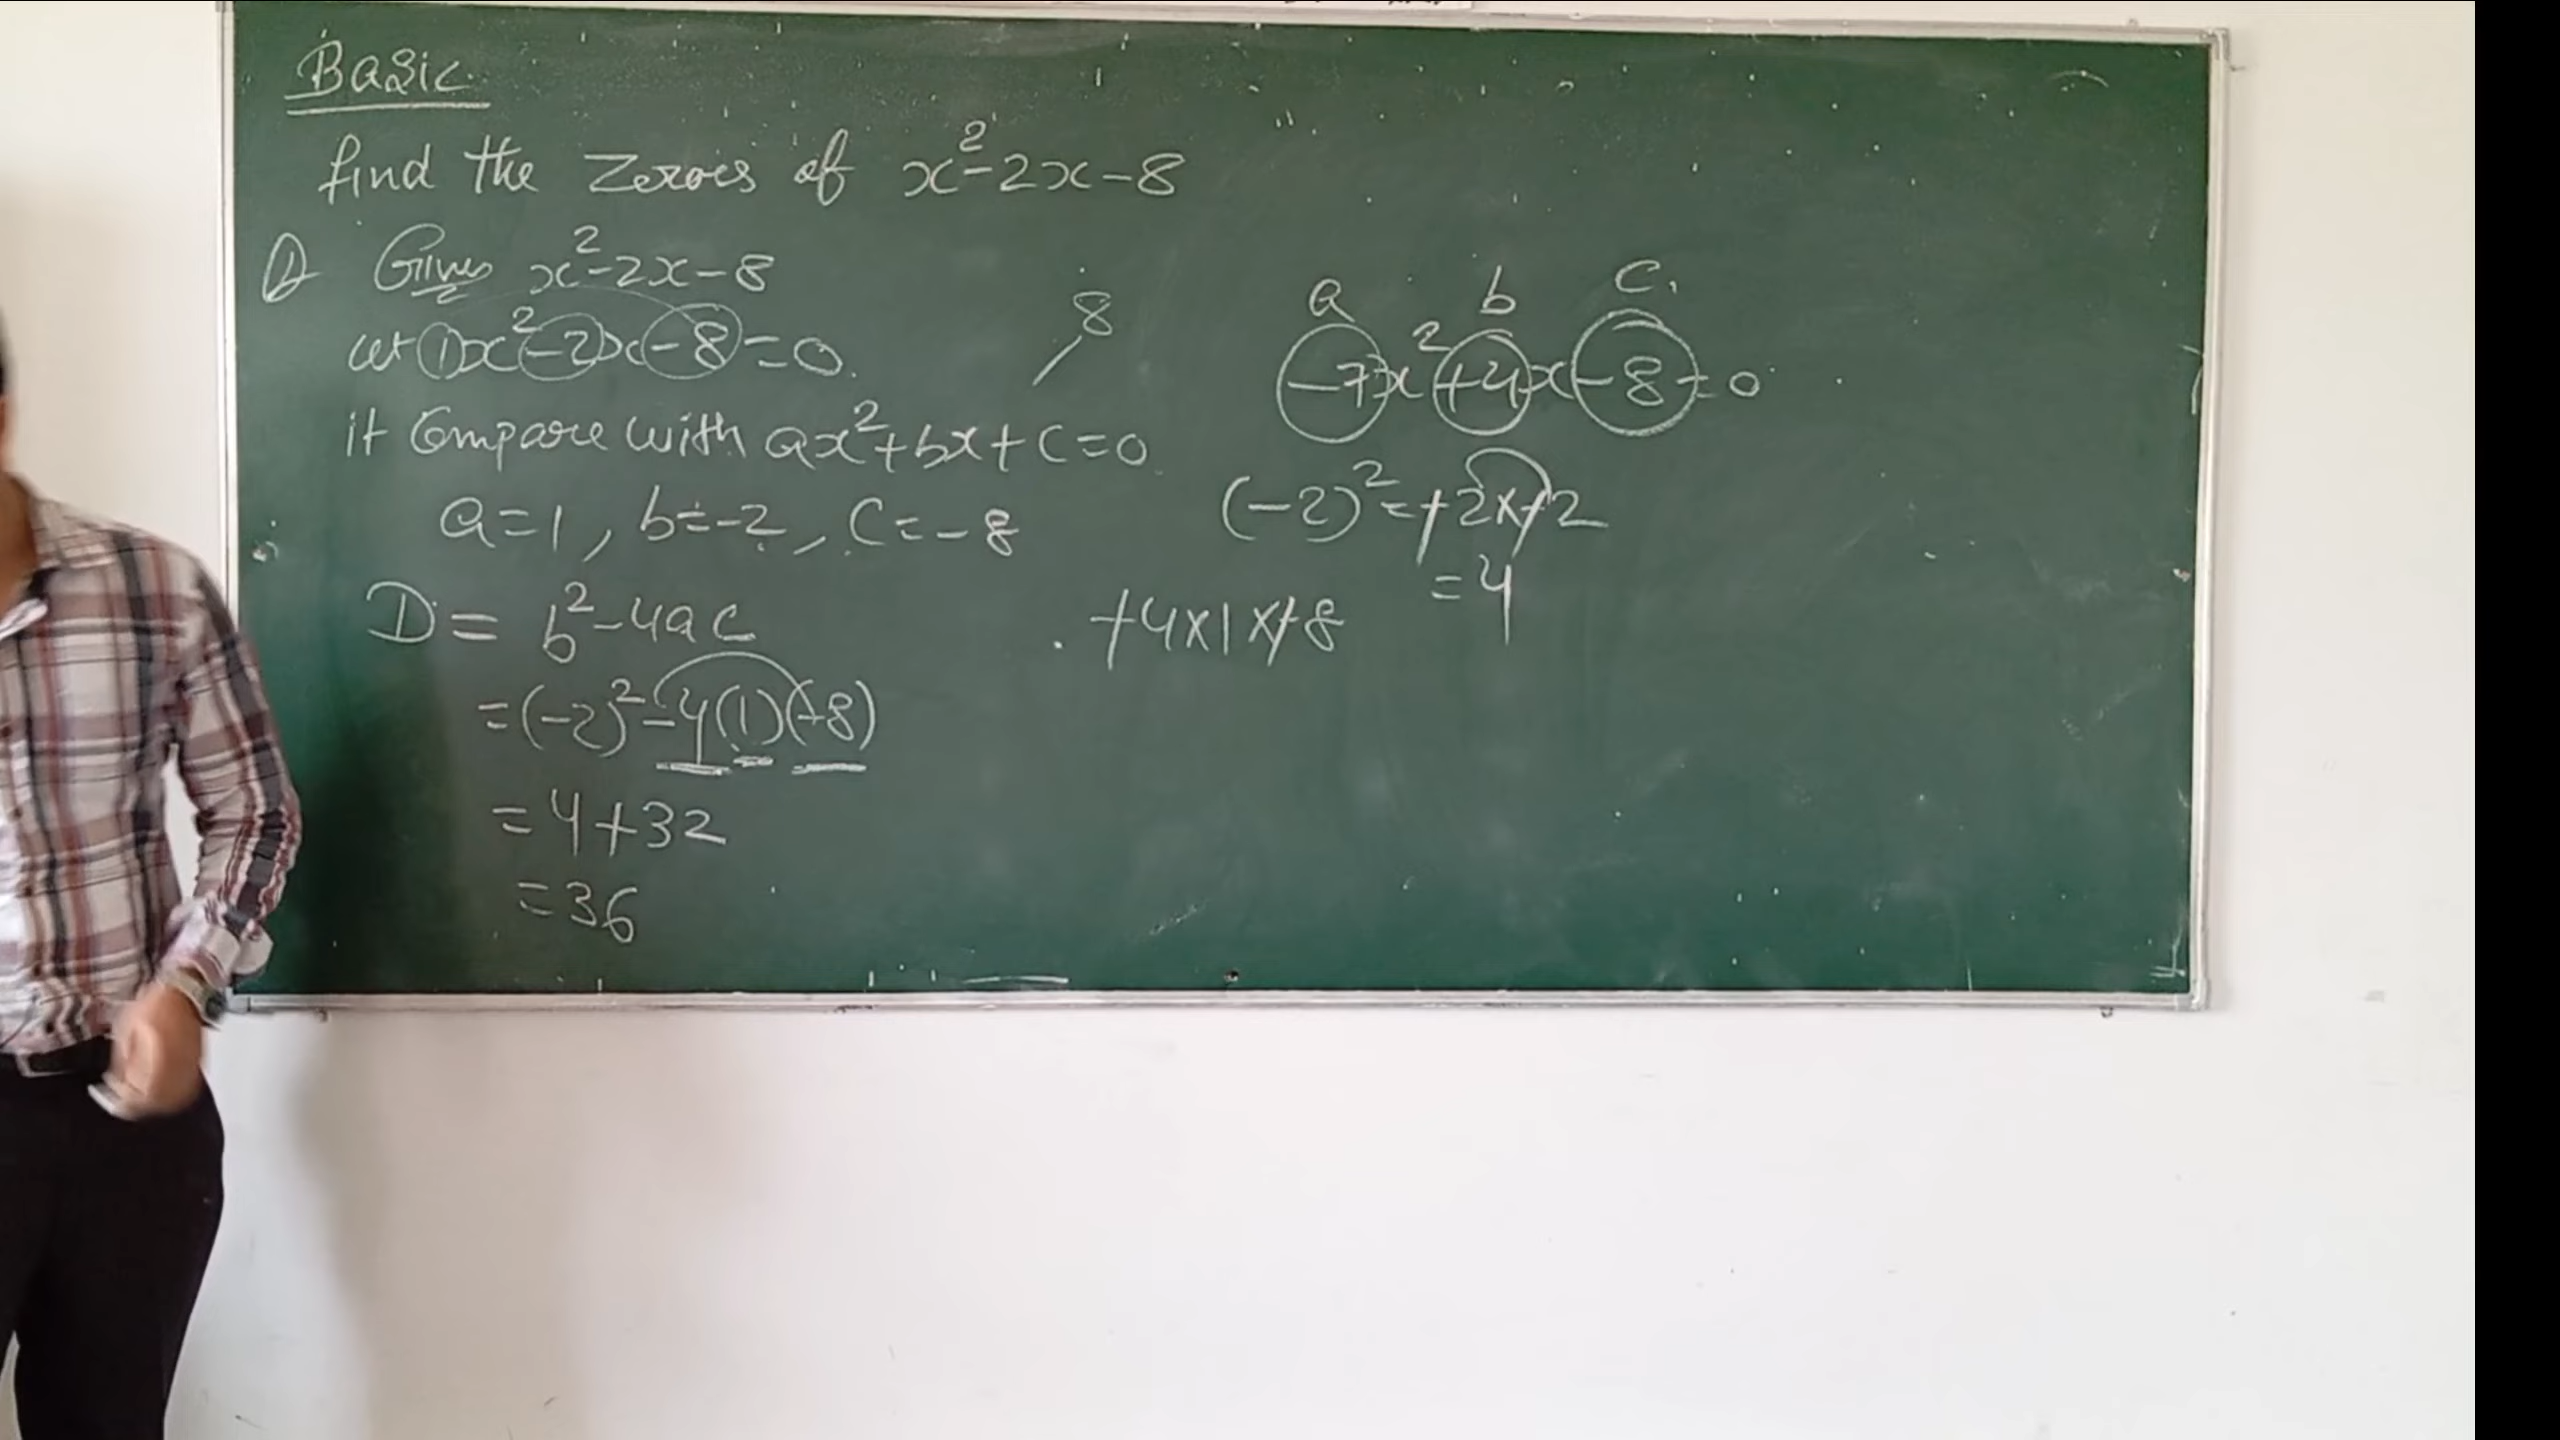 Basic
find the Zeroes of x²-2x-8
① Given x²-2x-8
let 1x²-2x-8=0.
it Compare with ax²+bx+c=0
a=1, b=-2, c=-8
D= b²-4ac
=(-2)²-4(1)(-8)
=4+32
=36
8
a b c
-7x²+4x-8=0
(-2)²=+2x+2
=4
+4x1x+8